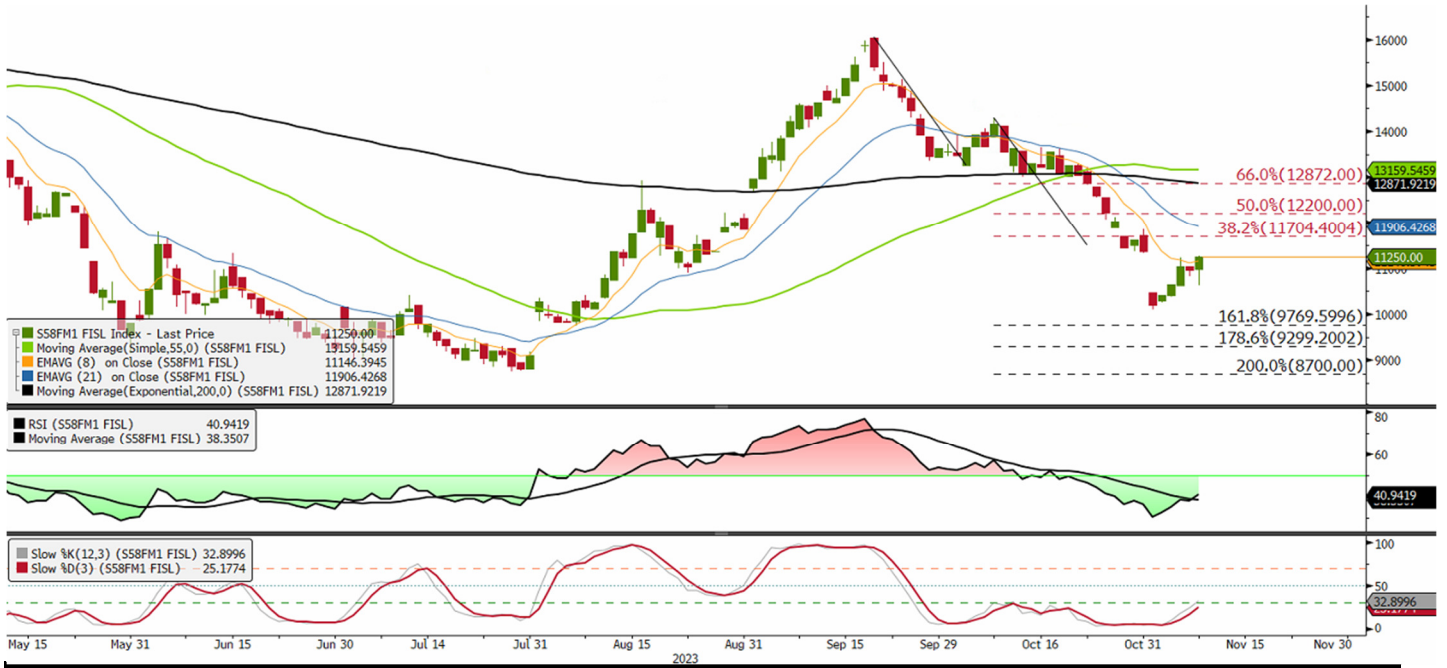 16000
15000
14000
66.0%(12872.00)
50.0%(12200.00)
38.2%(11704.4004)
161.8%(9769.5996)
178.6%(9299.2002)
200.0%(8700.00)
13159.5459
12871.9219
11906.4268
11250.00
11000
10000
9000
S58FM1 FISL Index - Last Price 11250.00
Moving Average(Simple,55,0) (S58FM1 FISL) 13159.5459
EMAVG (8) on Close (S58FM1 FISL) 11146.3945
EMAVG (21) on Close (S58FM1 FISL) 11906.4268
Moving Average(Exponential,200,0) (S58FM1 FISL) 12871.9219
RSI (S58FM1 FISL) 40.9419
Moving Average (S58FM1 FISL) 38.3507
80
60
40.9419
Slow %K(12,3) (S58FM1 FISL) 32.8996
Slow %D(3) (S58FM1 FISL) 25.1774
100
50
32.8996
0
May 15 May 31 Jun 15 Jun 30 Jul 14 Jul 31 Aug 15 Aug 31 Sep 15 Sep 29 Oct 16 Oct 31 Nov 15 Nov 30
2023